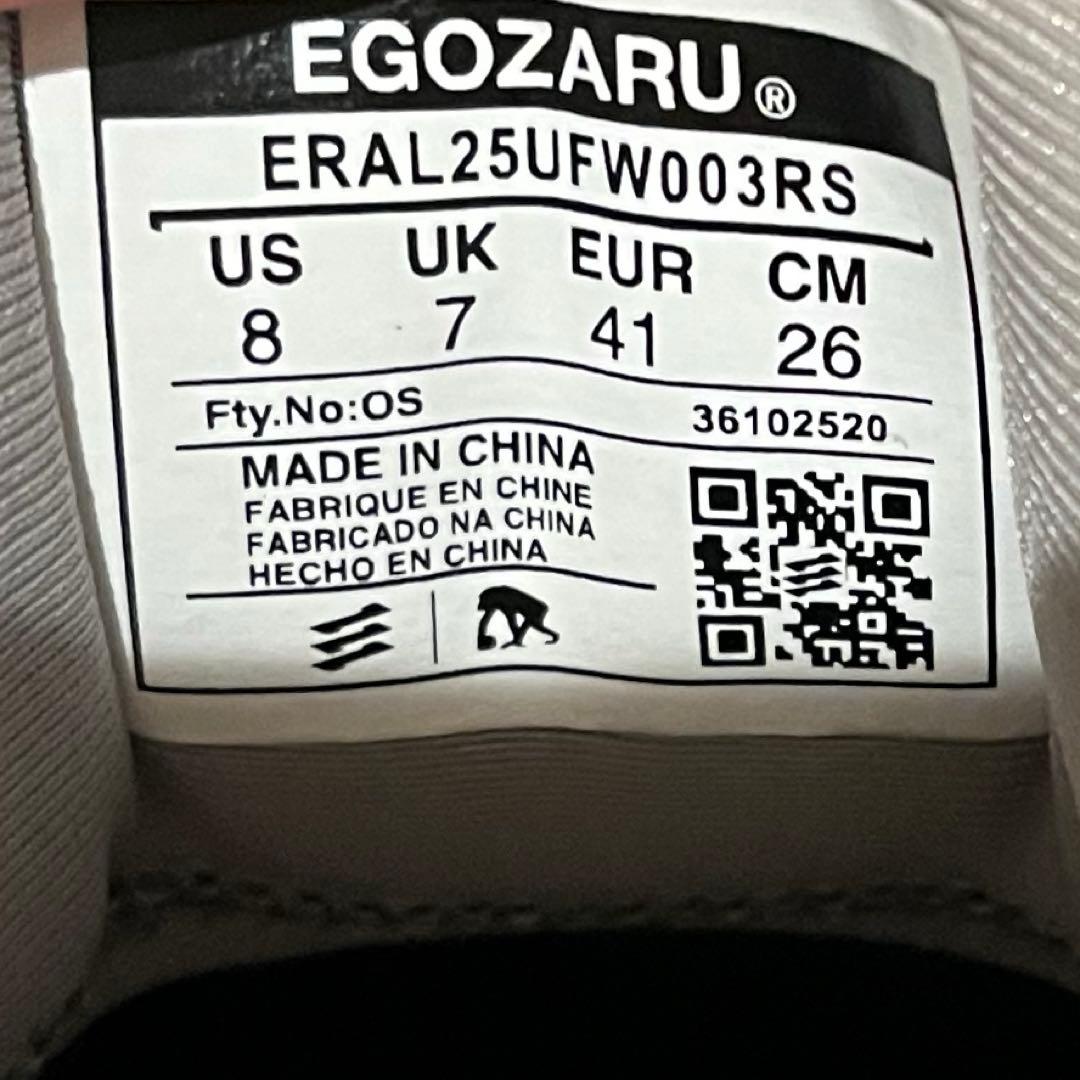 EGOZARU®
ERAL25UFW003RS
US UK EUR CM
8 7 41 26
Fty.No:OS 36102520
MADE IN CHINA
FABRIQUE EN CHINE
FABRICADO NA CHINA
HECHO EN CHINA